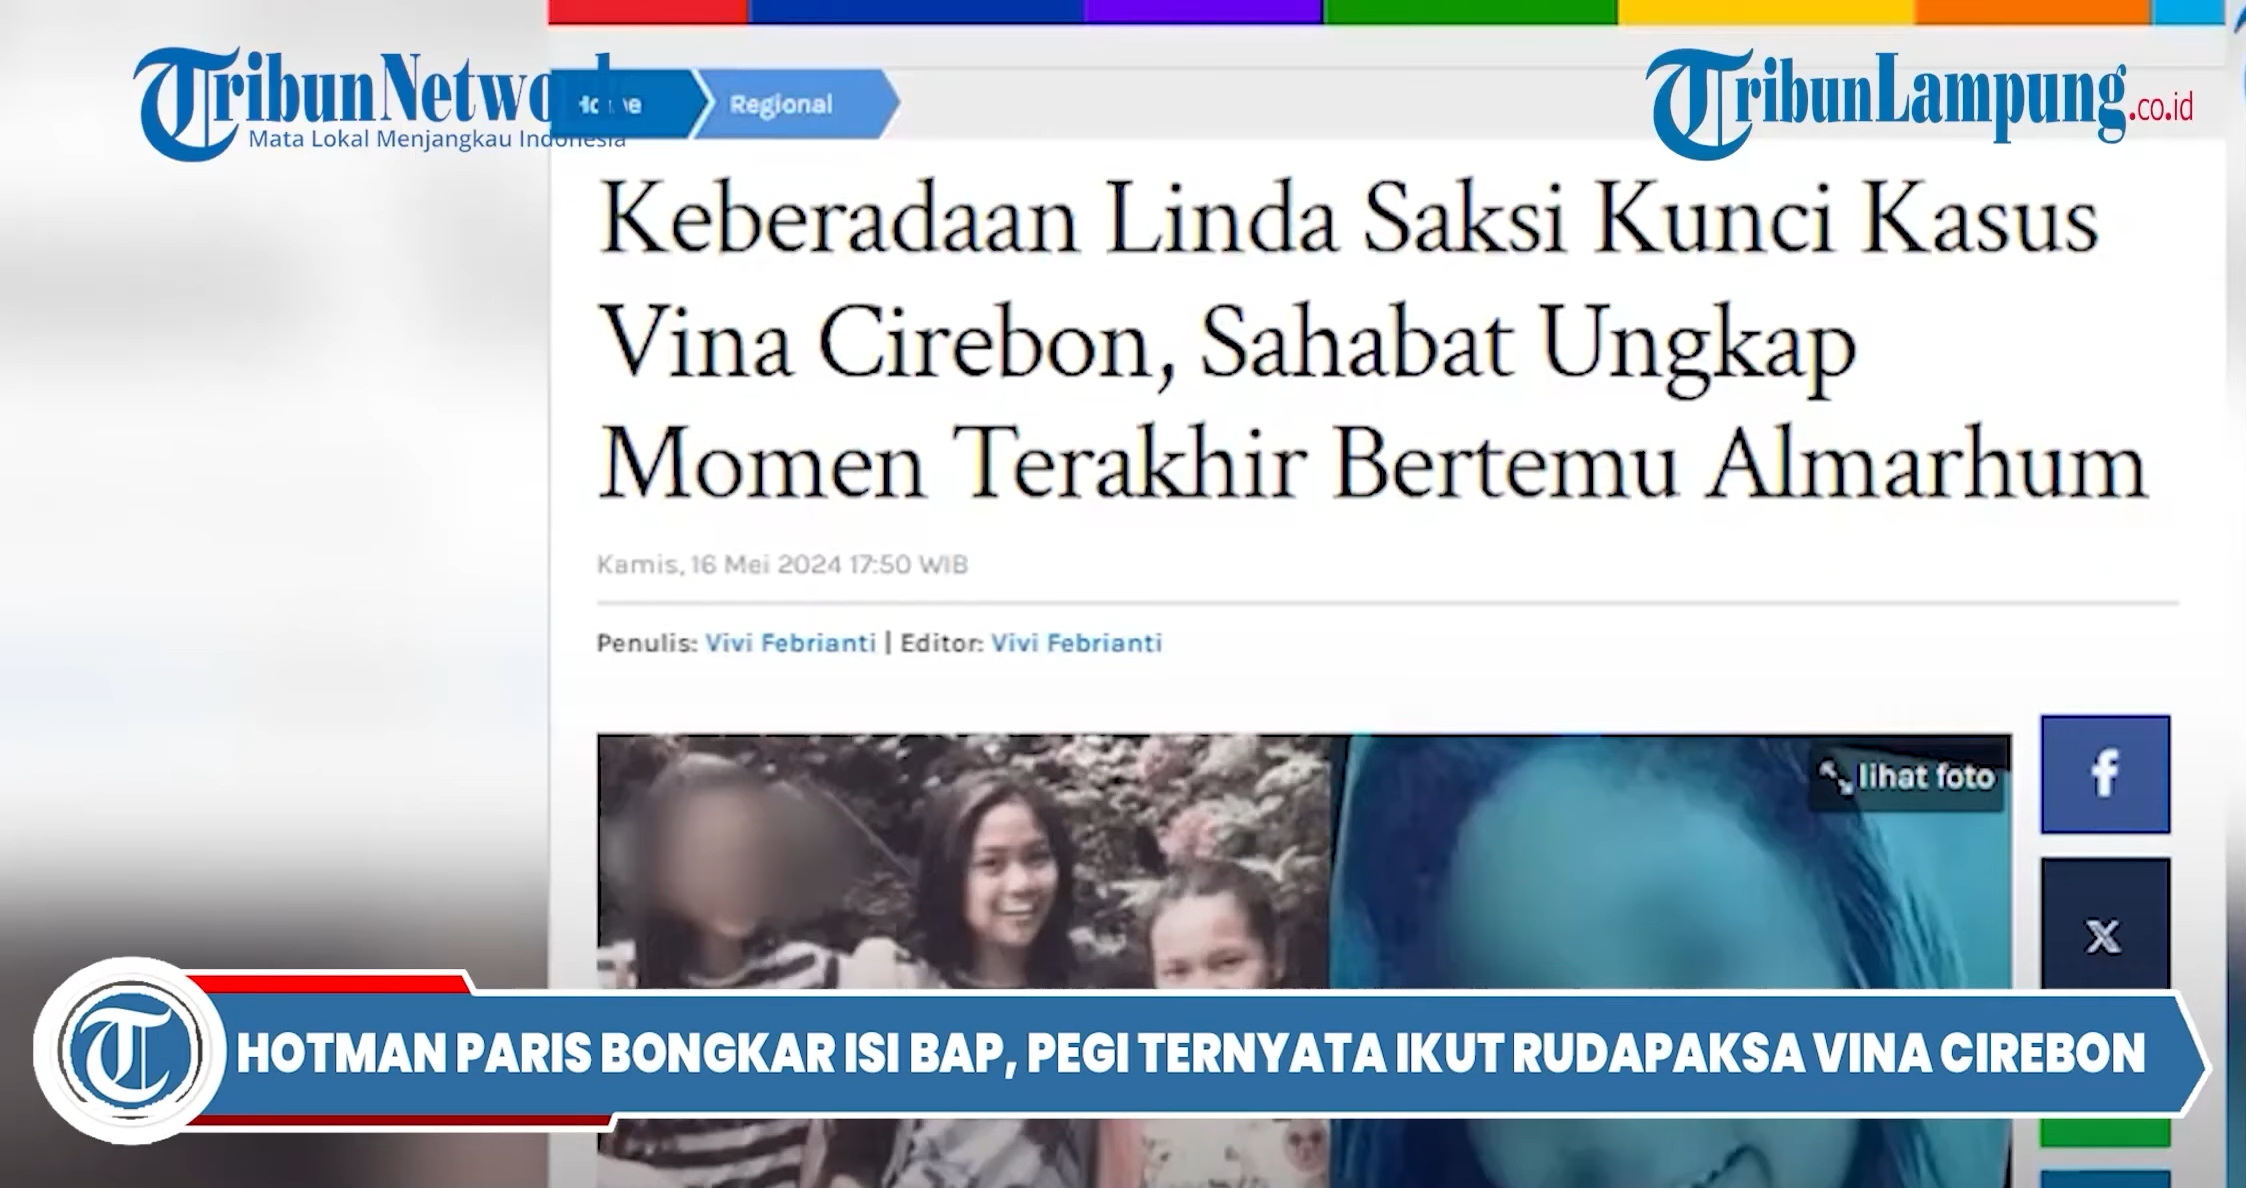 TribunNetwo
Mata Lokal Menjangkau Indonesia
TribunLampung.co.id
Home
Regional
Keberadaan Linda Saksi Kunci Kasus
Vina Cirebon, Sahabat Ungkap
Momen Terakhir Bertemu Almarhum
Kamis, 16 Mei 2024 17:50 WIB
Penulis: Vivi Febrianti | Editor: Vivi Febrianti
lihat foto
f
X
T HOTMAN PARIS BONGKAR ISI BAP, PEGI TERNYATA IKUT RUDAPAKSA VINA CIREBON